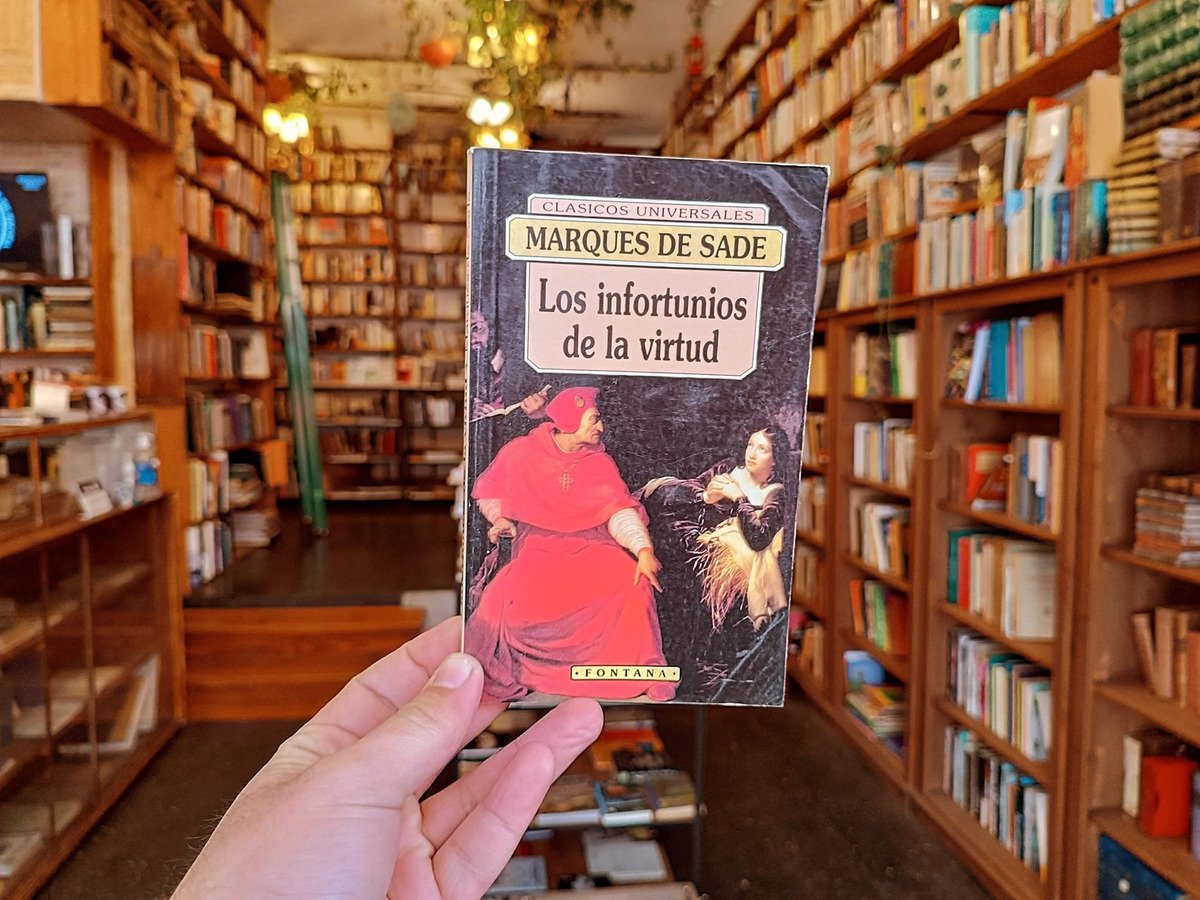 CLASICOS UNIVERSALES
MARQUES DE SADE
Los infortunios
de la virtud
• FONTANA •